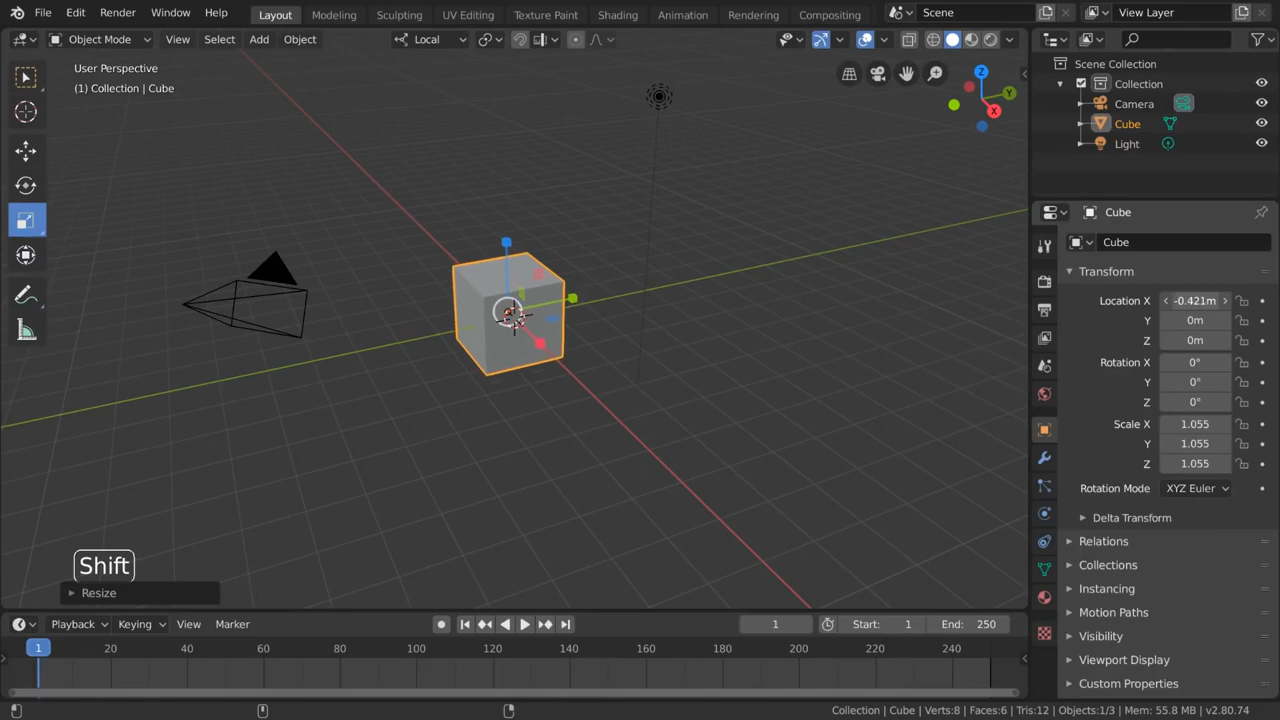 File Edit Render Window Help Layout Modeling Sculpting UV Editing Texture Paint Shading Animation Rendering Compositing Scene View Layer
Object Mode View Select Add Object Local
User Perspective
(1) Collection | Cube
Z
Y
X
Scene Collection
Collection
Camera
Cube
Light
Cube
Cube
Transform
Location X -0.421m
Y 0m
Z 0m
Rotation X 0°
Y 0°
Z 0°
Scale X 1.055
Y 1.055
Z 1.055
Rotation Mode XYZ Euler
Delta Transform
Relations
Collections
Instancing
Motion Paths
Visibility
Viewport Display
Custom Properties
Shift
Resize
Playback Keying View Marker 1 Start: 1 End: 250
1 20 40 60 80 100 120 140 160 180 200 220 240
Collection | Cube | Verts:8 | Faces:6 | Tris:12 | Objects:1/3 | Mem: 55.8 MB | v2.80.74